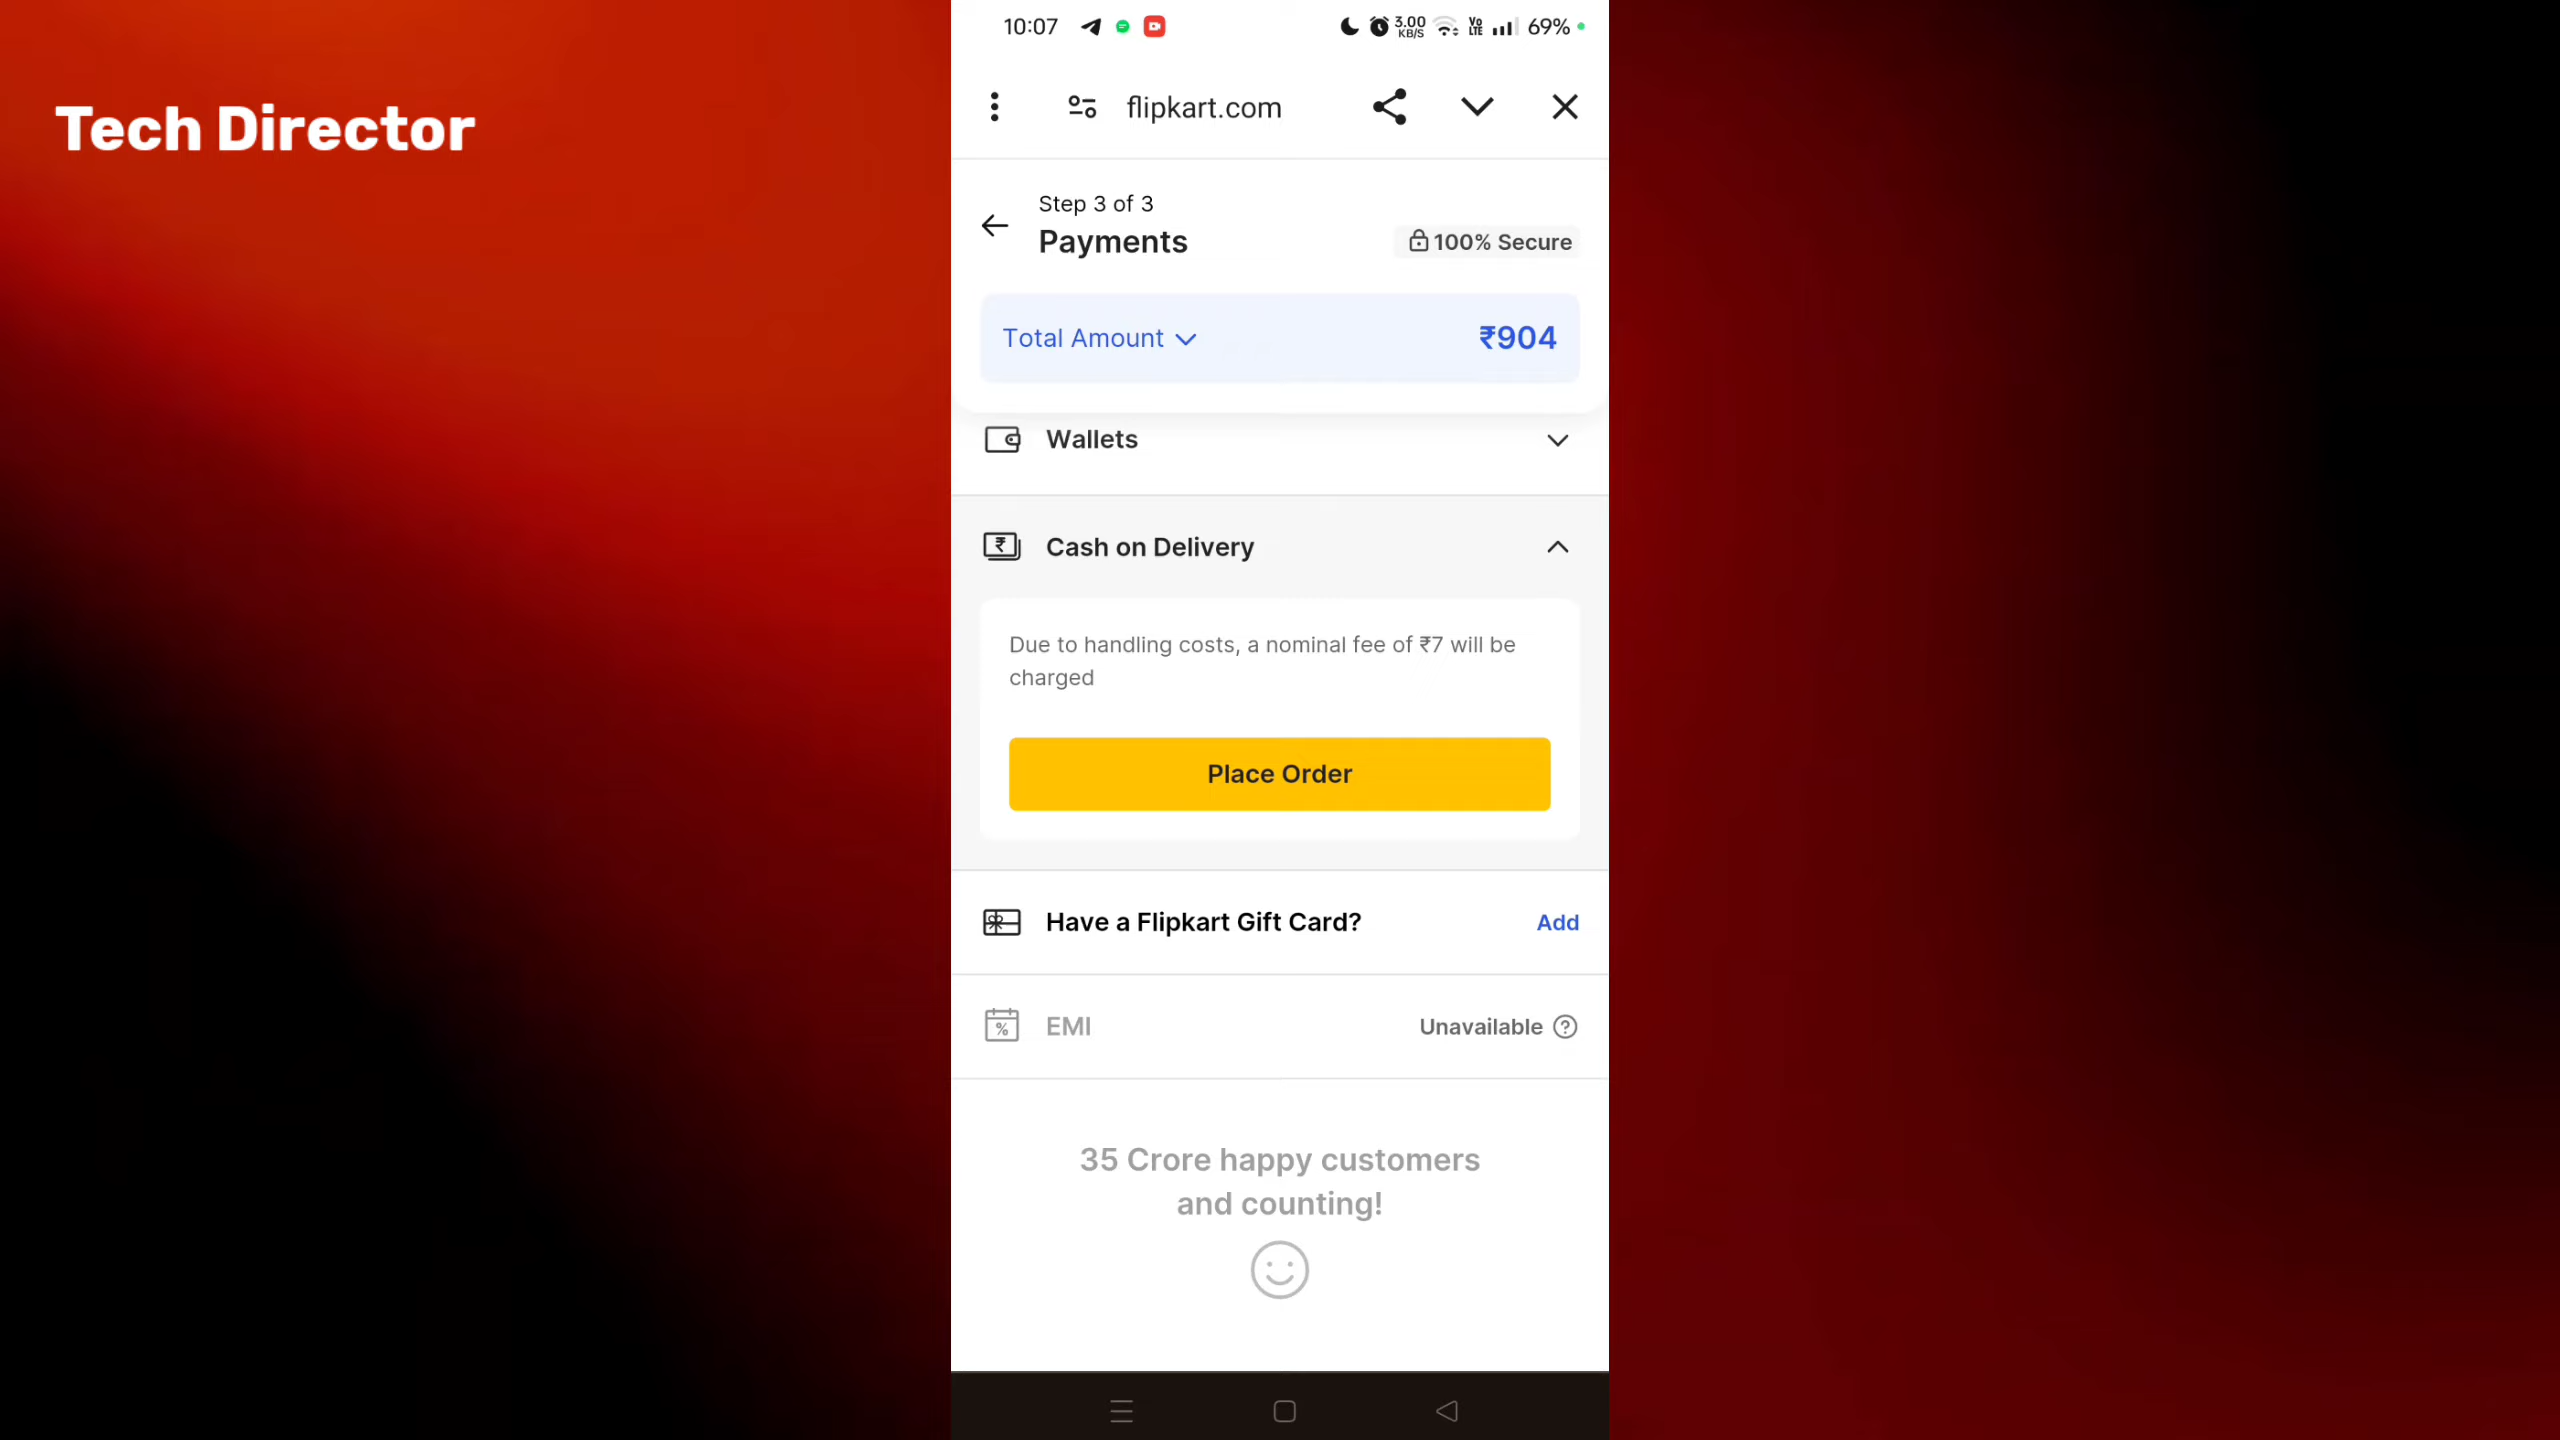 Tech Director
10:07
3.00
KB/S
Vo
LTE
69%
flipkart.com
Step 3 of 3
Payments
100% Secure
Total Amount
₹904
Wallets
Cash on Delivery
Due to handling costs, a nominal fee of ₹7 will be
charged
Place Order
Have a Flipkart Gift Card?
Add
EMI
Unavailable
35 Crore happy customers
and counting!